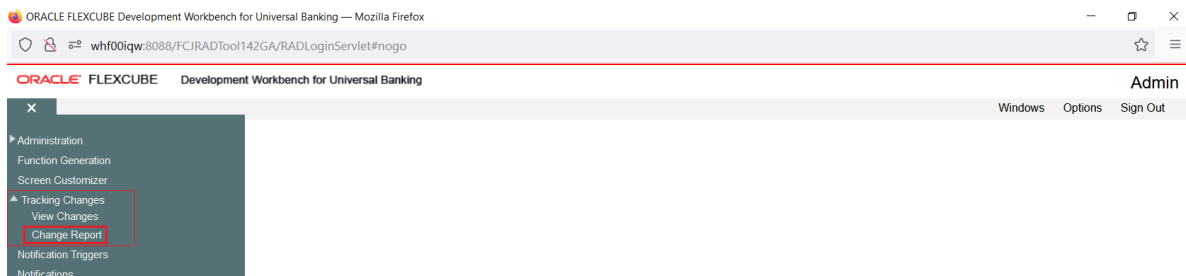 ORACLE FLEXCUBE Development Workbench for Universal Banking — Mozilla Firefox
whf00iqw:8088/FCJRADTool142GA/RADLoginServlet#nogo
ORACLE FLEXCUBE Development Workbench for Universal Banking
Admin
Windows Options Sign Out
Administration
Function Generation
Screen Customizer
Tracking Changes
View Changes
Change Report
Notification Triggers
Notifications